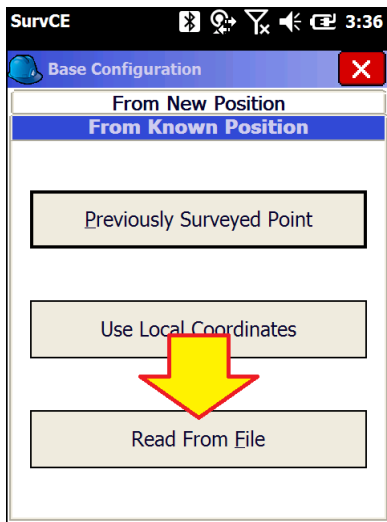 SurvCE 3:36
Base Configuration
From New Position
From Known Position
Previously Surveyed Point
Use Local Coordinates
Read From File